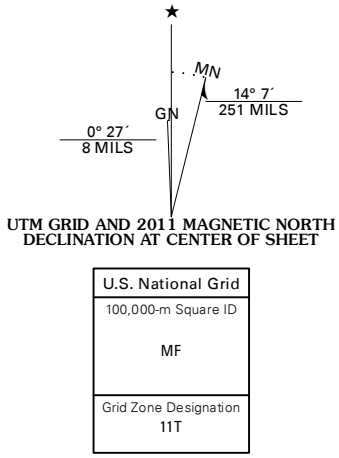 ★
MN
GN
14° 7´
251 MILS
0° 27´
8 MILS
UTM GRID AND 2011 MAGNETIC NORTH
DECLINATION AT CENTER OF SHEET
U.S. National Grid
100,000-m Square ID
MF
Grid Zone Designation
11T